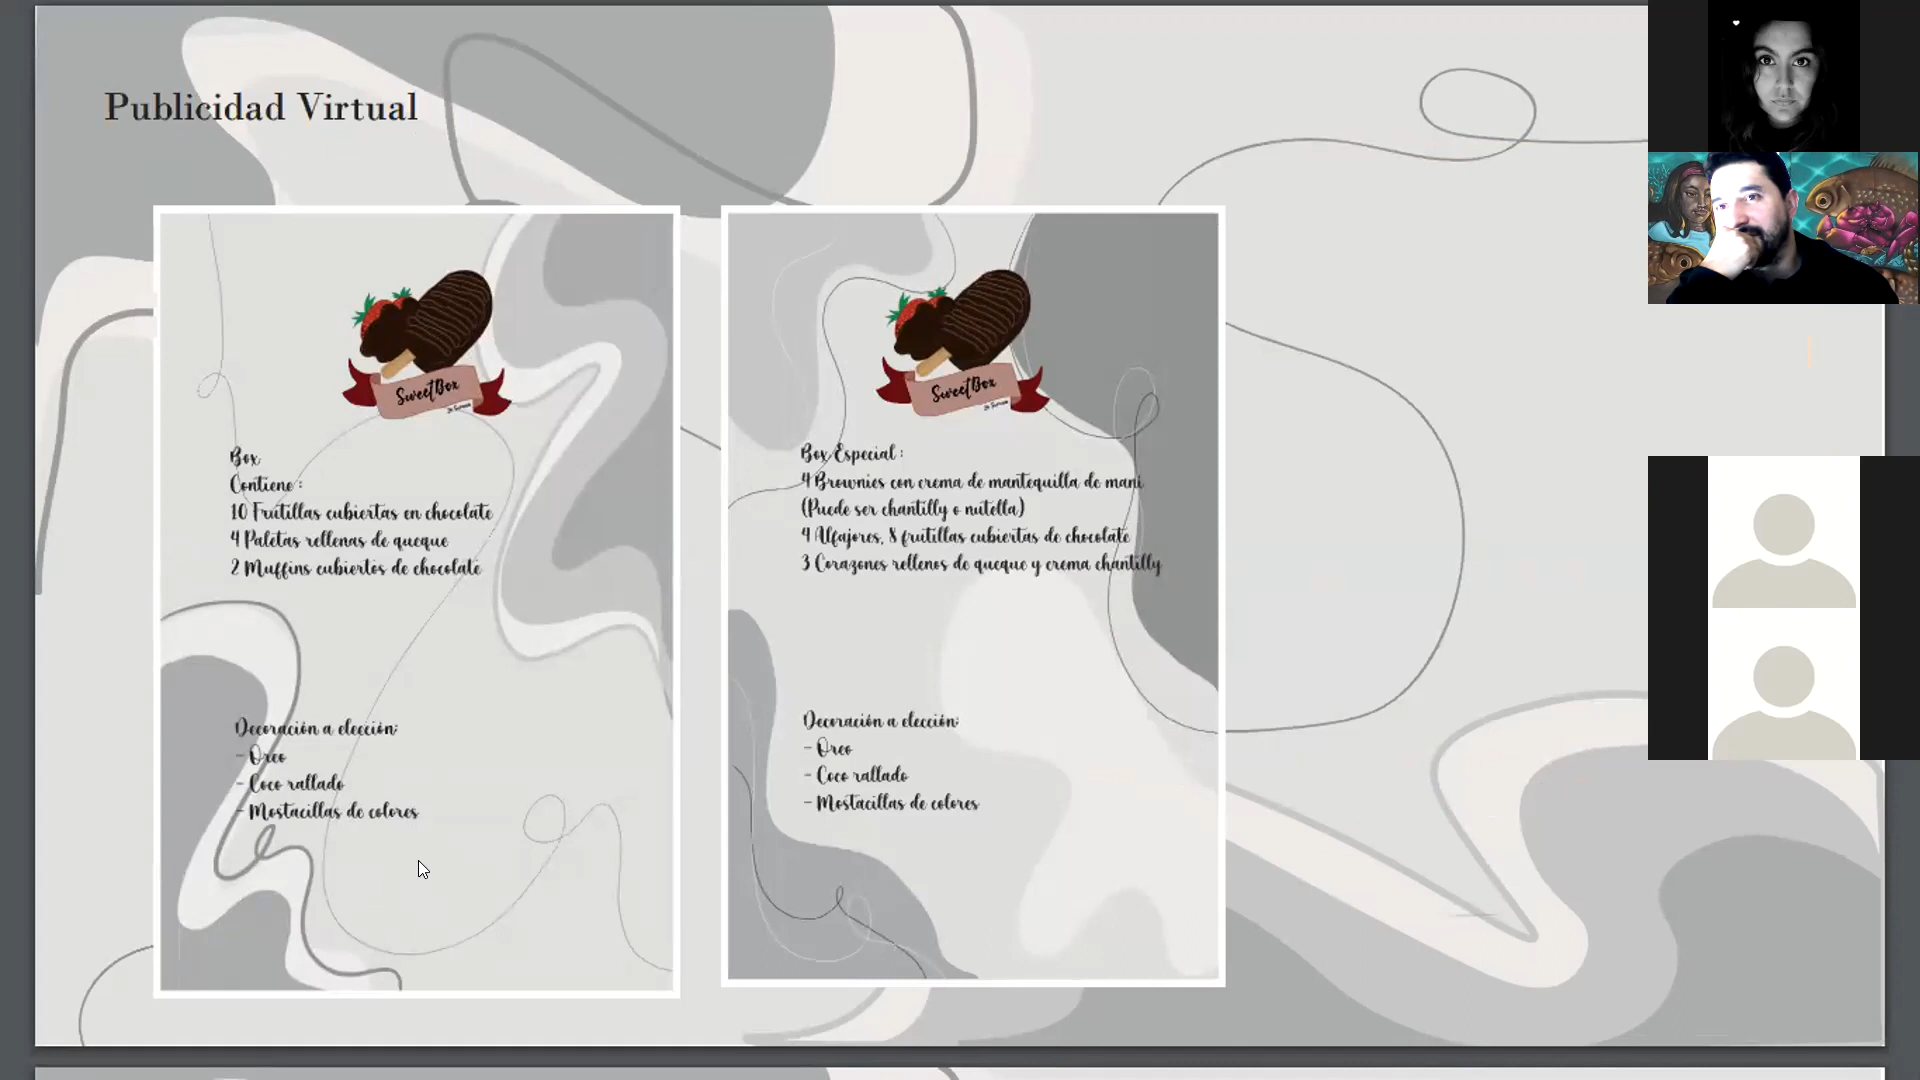 Publicidad Virtual
SweetBox
Box
Contiene :
10 Frutillas cubiertas en chocolate
4 Paletas rellenas de queque
2 Muffins cubiertos de chocolate
Decoración a elección:
- Oreo
- Coco rallado
- Mostacillas de colores
SweetBox
Box Especial :
4 Brownies con crema de mantequilla de maní
(Puede ser chantilly o nutella)
4 Alfajores, 8 frutillas cubiertas de chocolate
3 Corazones rellenos de queque y crema chantilly
Decoración a elección:
- Oreo
- Coco rallado
- Mostacillas de colores